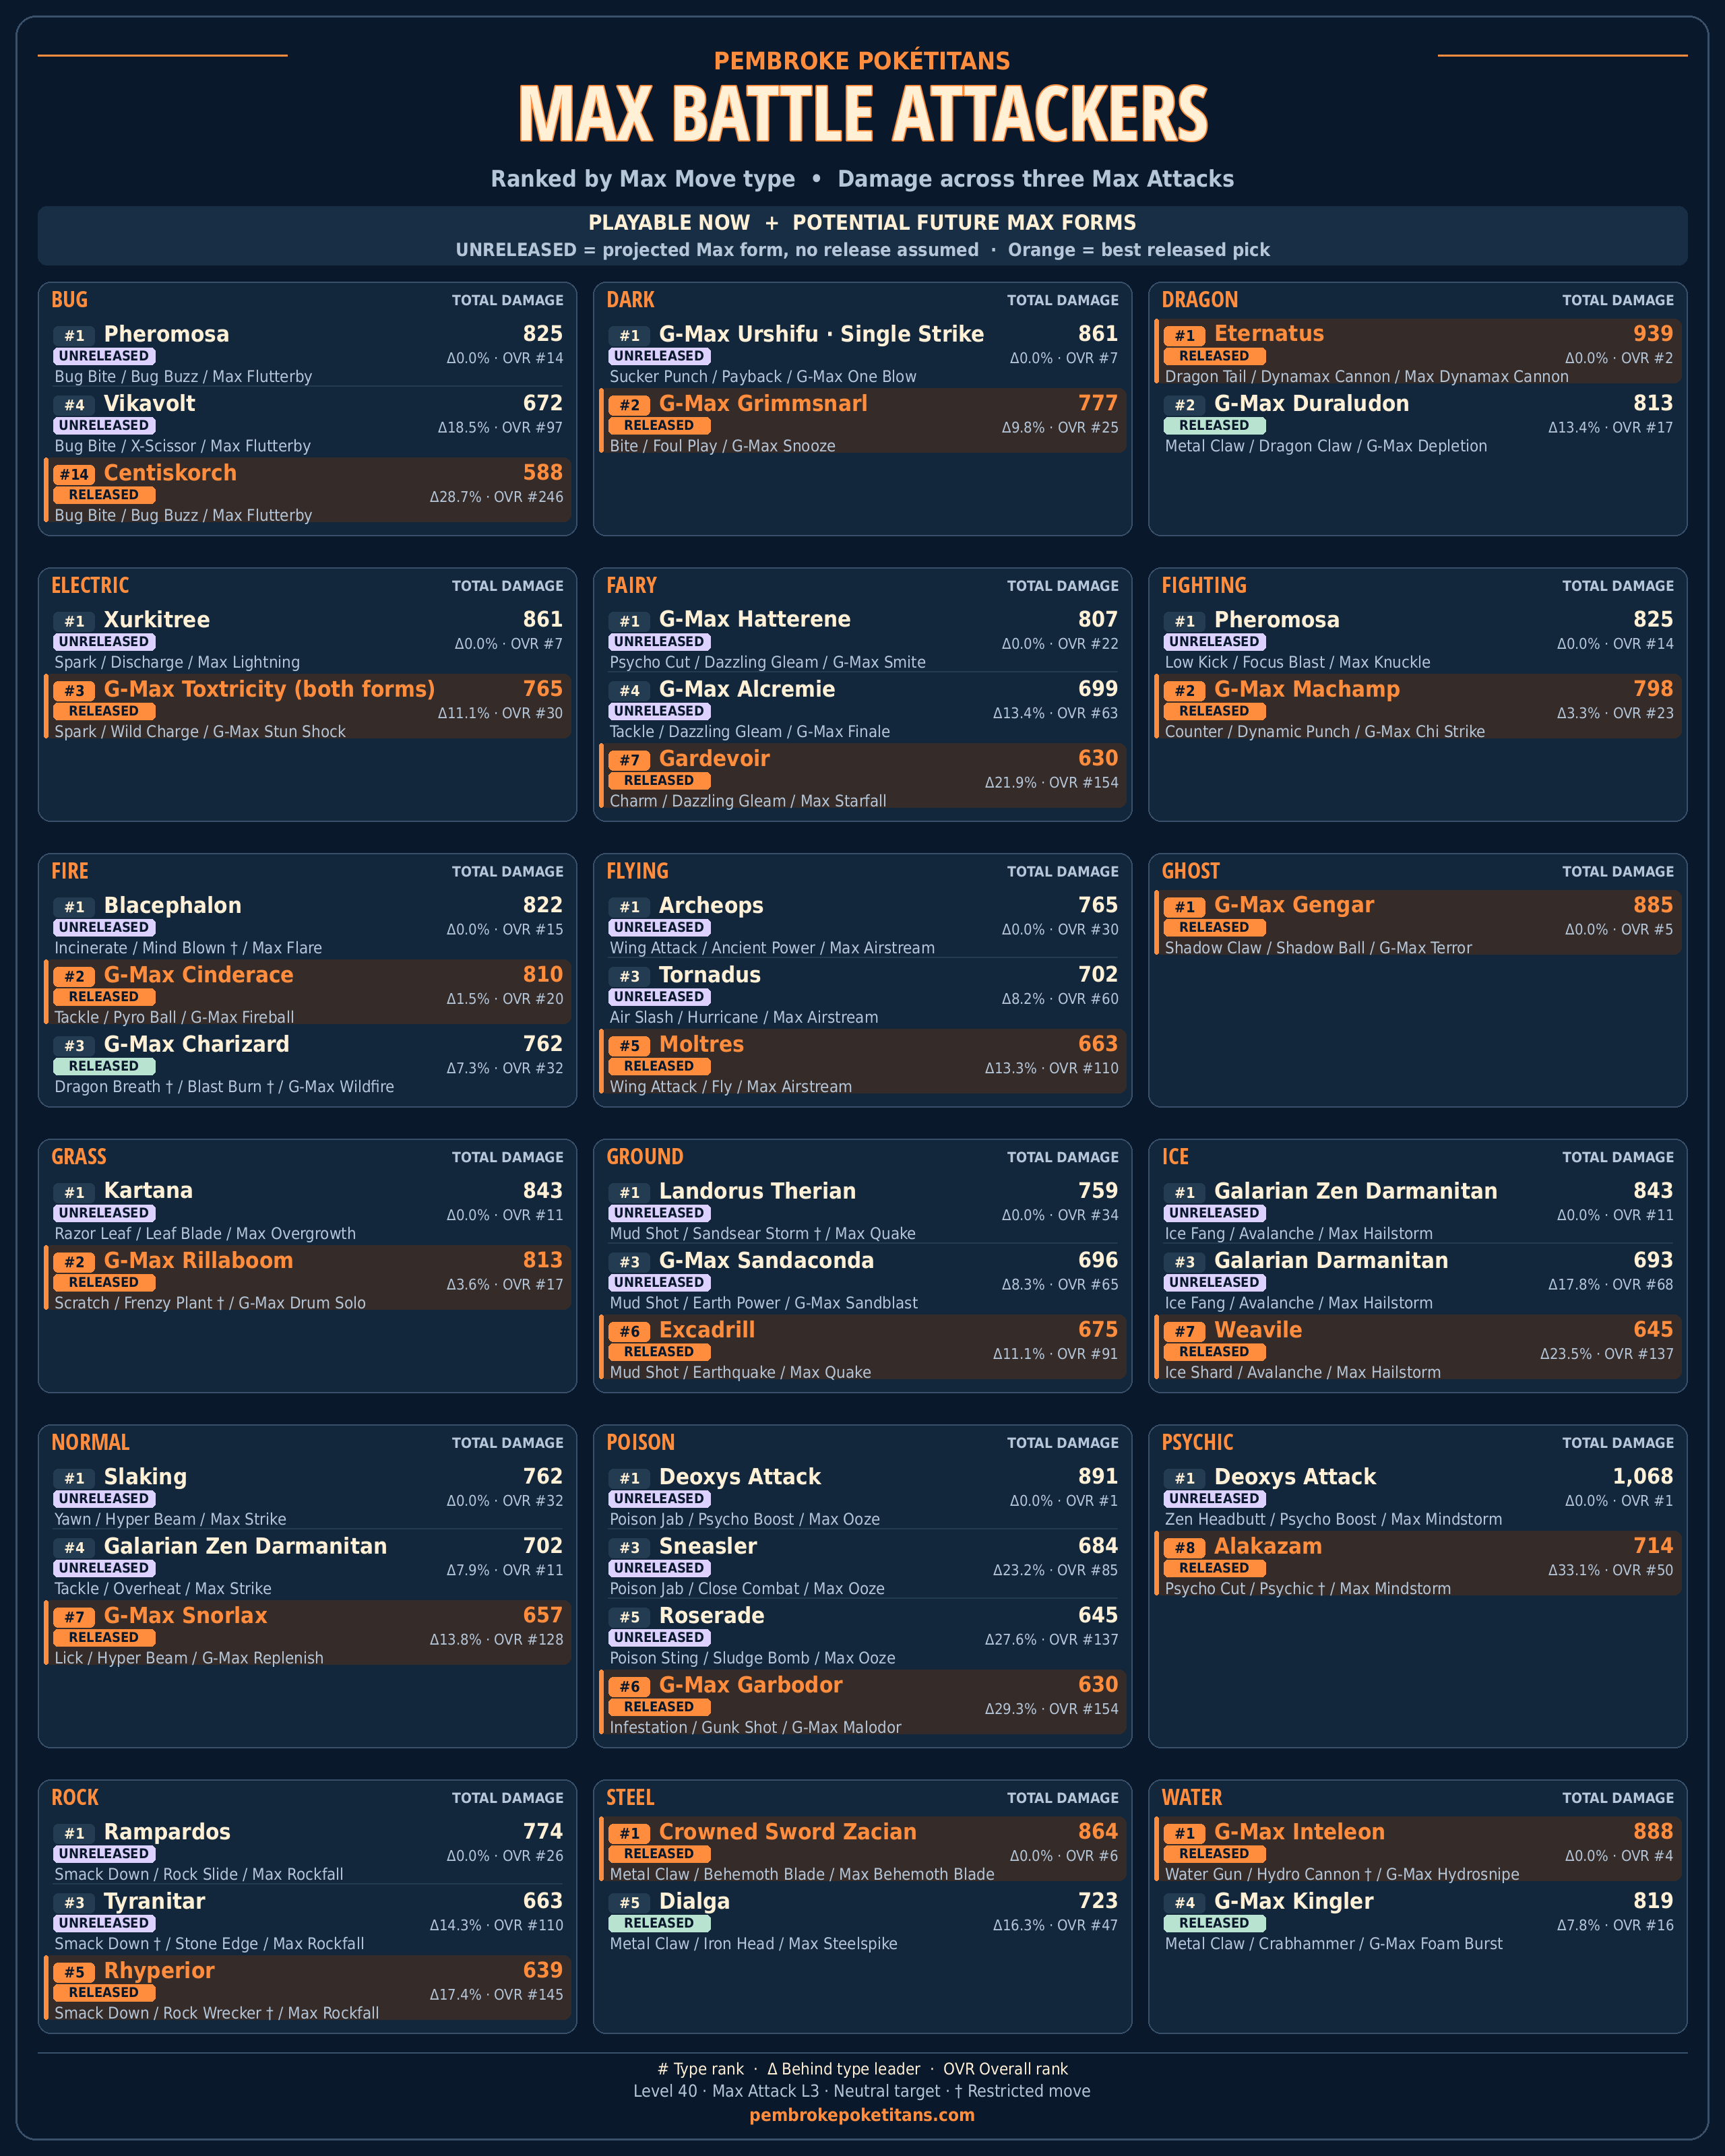 PEMBROKE POKÉTITANS
MAX BATTLE ATTACKERS
Ranked by Max Move type • Damage across three Max Attacks
PLAYABLE NOW + POTENTIAL FUTURE MAX FORMS
UNRELEASED = projected Max form, no release assumed · Orange = best released pick
BUG TOTAL DAMAGE
#1 Pheromosa 825
UNRELEASED Δ0.0% · OVR #14
Bug Bite / Bug Buzz / Max Flutterby
#4 Vikavolt 672
UNRELEASED Δ18.5% · OVR #97
Bug Bite / X-Scissor / Max Flutterby
#14 Centiskorch 588
RELEASED Δ28.7% · OVR #246
Bug Bite / Bug Buzz / Max Flutterby
DARK TOTAL DAMAGE
#1 G-Max Urshifu · Single Strike 861
UNRELEASED Δ0.0% · OVR #7
Sucker Punch / Payback / G-Max One Blow
#2 G-Max Grimmsnarl 777
RELEASED Δ9.8% · OVR #25
Bite / Foul Play / G-Max Snooze
DRAGON TOTAL DAMAGE
#1 Eternatus 939
RELEASED Δ0.0% · OVR #2
Dragon Tail / Dynamax Cannon / Max Dynamax Cannon
#2 G-Max Duraludon 813
RELEASED Δ13.4% · OVR #17
Metal Claw / Dragon Claw / G-Max Depletion
ELECTRIC TOTAL DAMAGE
#1 Xurkitree 861
UNRELEASED Δ0.0% · OVR #7
Spark / Discharge / Max Lightning
#3 G-Max Toxtricity (both forms) 765
RELEASED Δ11.1% · OVR #30
Spark / Wild Charge / G-Max Stun Shock
FAIRY TOTAL DAMAGE
#1 G-Max Hatterene 807
UNRELEASED Δ0.0% · OVR #22
Psycho Cut / Dazzling Gleam / G-Max Smite
#4 G-Max Alcremie 699
UNRELEASED Δ13.4% · OVR #63
Tackle / Dazzling Gleam / G-Max Finale
#7 Gardevoir 630
RELEASED Δ21.9% · OVR #154
Charm / Dazzling Gleam / Max Starfall
FIGHTING TOTAL DAMAGE
#1 Pheromosa 825
UNRELEASED Δ0.0% · OVR #14
Low Kick / Focus Blast / Max Knuckle
#2 G-Max Machamp 798
RELEASED Δ3.3% · OVR #23
Counter / Dynamic Punch / G-Max Chi Strike
FIRE TOTAL DAMAGE
#1 Blacephalon 822
UNRELEASED Δ0.0% · OVR #15
Incinerate / Mind Blown † / Max Flare
#2 G-Max Cinderace 810
RELEASED Δ1.5% · OVR #20
Tackle / Pyro Ball / G-Max Fireball
#3 G-Max Charizard 762
RELEASED Δ7.3% · OVR #32
Dragon Breath † / Blast Burn † / G-Max Wildfire
FLYING TOTAL DAMAGE
#1 Archeops 765
UNRELEASED Δ0.0% · OVR #30
Wing Attack / Ancient Power / Max Airstream
#3 Tornadus 702
UNRELEASED Δ8.2% · OVR #60
Air Slash / Hurricane / Max Airstream
#5 Moltres 663
RELEASED Δ13.3% · OVR #110
Wing Attack / Fly / Max Airstream
GHOST TOTAL DAMAGE
#1 G-Max Gengar 885
RELEASED Δ0.0% · OVR #5
Shadow Claw / Shadow Ball / G-Max Terror
GRASS TOTAL DAMAGE
#1 Kartana 843
UNRELEASED Δ0.0% · OVR #11
Razor Leaf / Leaf Blade / Max Overgrowth
#2 G-Max Rillaboom 813
RELEASED Δ3.6% · OVR #17
Scratch / Frenzy Plant † / G-Max Drum Solo
GROUND TOTAL DAMAGE
#1 Landorus Therian 759
UNRELEASED Δ0.0% · OVR #34
Mud Shot / Sandsear Storm † / Max Quake
#3 G-Max Sandaconda 696
UNRELEASED Δ8.3% · OVR #65
Mud Shot / Earth Power / G-Max Sandblast
#6 Excadrill 675
RELEASED Δ11.1% · OVR #91
Mud Shot / Earthquake / Max Quake
ICE TOTAL DAMAGE
#1 Galarian Zen Darmanitan 843
UNRELEASED Δ0.0% · OVR #11
Ice Fang / Avalanche / Max Hailstorm
#3 Galarian Darmanitan 693
UNRELEASED Δ17.8% · OVR #68
Ice Fang / Avalanche / Max Hailstorm
#7 Weavile 645
RELEASED Δ23.5% · OVR #137
Ice Shard / Avalanche / Max Hailstorm
NORMAL TOTAL DAMAGE
#1 Slaking 762
UNRELEASED Δ0.0% · OVR #32
Yawn / Hyper Beam / Max Strike
#4 Galarian Zen Darmanitan 702
UNRELEASED Δ7.9% · OVR #11
Tackle / Overheat / Max Strike
#7 G-Max Snorlax 657
RELEASED Δ13.8% · OVR #128
Lick / Hyper Beam / G-Max Replenish
POISON TOTAL DAMAGE
#1 Deoxys Attack 891
UNRELEASED Δ0.0% · OVR #1
Poison Jab / Psycho Boost / Max Ooze
#3 Sneasler 684
UNRELEASED Δ23.2% · OVR #85
Poison Jab / Close Combat / Max Ooze
#5 Roserade 645
UNRELEASED Δ27.6% · OVR #137
Poison Sting / Sludge Bomb / Max Ooze
#6 G-Max Garbodor 630
RELEASED Δ29.3% · OVR #154
Infestation / Gunk Shot / G-Max Malodor
PSYCHIC TOTAL DAMAGE
#1 Deoxys Attack 1,068
UNRELEASED Δ0.0% · OVR #1
Zen Headbutt / Psycho Boost / Max Mindstorm
#8 Alakazam 714
RELEASED Δ33.1% · OVR #50
Psycho Cut / Psychic † / Max Mindstorm
ROCK TOTAL DAMAGE
#1 Rampardos 774
UNRELEASED Δ0.0% · OVR #26
Smack Down / Rock Slide / Max Rockfall
#3 Tyranitar 663
UNRELEASED Δ14.3% · OVR #110
Smack Down † / Stone Edge / Max Rockfall
#5 Rhyperior 639
RELEASED Δ17.4% · OVR #145
Smack Down / Rock Wrecker † / Max Rockfall
STEEL TOTAL DAMAGE
#1 Crowned Sword Zacian 864
RELEASED Δ0.0% · OVR #6
Metal Claw / Behemoth Blade / Max Behemoth Blade
#5 Dialga 723
RELEASED Δ16.3% · OVR #47
Metal Claw / Iron Head / Max Steelspike
WATER TOTAL DAMAGE
#1 G-Max Inteleon 888
RELEASED Δ0.0% · OVR #4
Water Gun / Hydro Cannon † / G-Max Hydrosnipe
#4 G-Max Kingler 819
RELEASED Δ7.8% · OVR #16
Metal Claw / Crabhammer / G-Max Foam Burst
# Type rank · Δ Behind type leader · OVR Overall rank
Level 40 · Max Attack L3 · Neutral target · † Restricted move
pembrokepoketitans.com